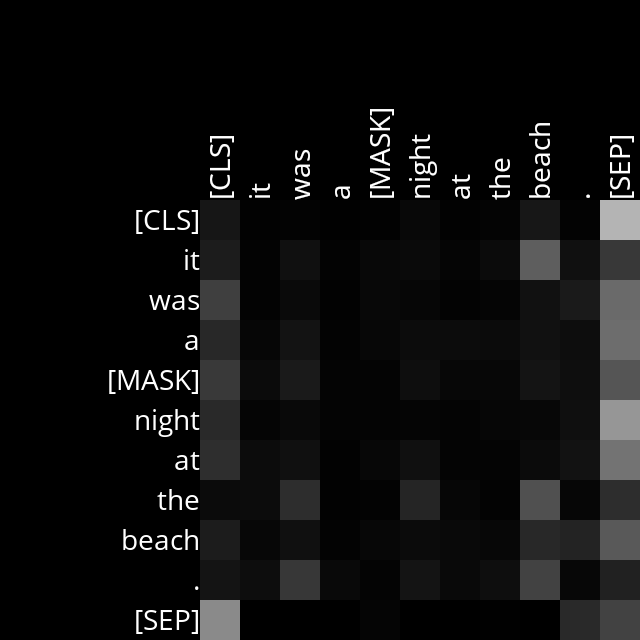 [CLS] it was a [MASK] night at the beach . [SEP]
[CLS]
it
was
a
[MASK]
night
at
the
beach
.
[SEP]